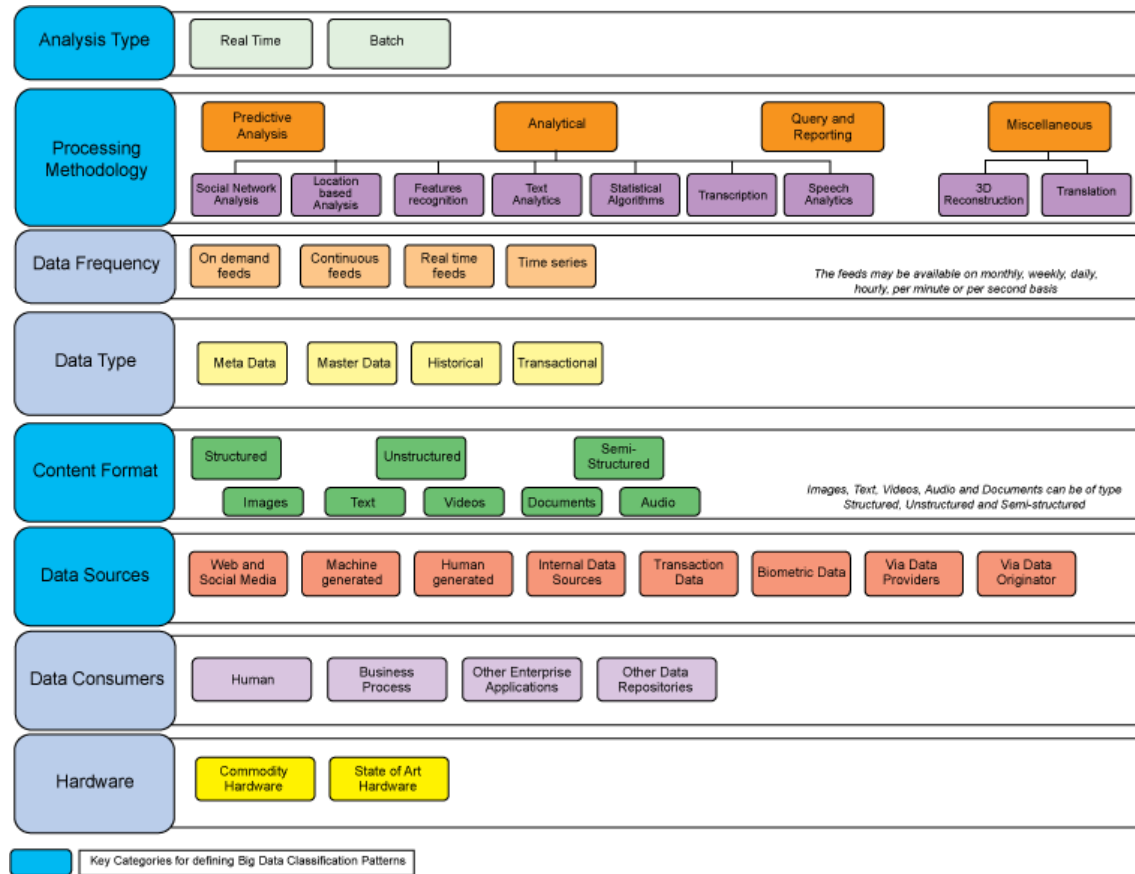 Analysis Type
Real Time
Batch
Processing
Methodology
Predictive
Analysis
Analytical
Query and
Reporting
Miscellaneous
Social Network
Analysis
Location
based
Analysis
Features
recognition
Text
Analytics
Statistical
Algorithms
Transcription
Speech
Analytics
3D
Reconstruction
Translation
Data Frequency
On demand
feeds
Continuous
feeds
Real time
feeds
Time series
The feeds may be available on monthly, weekly, daily,
hourly, per minute or per second basis
Data Type
Meta Data
Master Data
Historical
Transactional
Content Format
Structured
Unstructured
Semi-
Structured
Images
Text
Videos
Documents
Audio
Images, Text, Videos, Audio and Documents can be of type
Structured, Unstructured and Semi-structured
Data Sources
Web and
Social Media
Machine
generated
Human
generated
Internal Data
Sources
Transaction
Data
Biometric Data
Via Data
Providers
Via Data
Originator
Data Consumers
Human
Business
Process
Other Enterprise
Applications
Other Data
Repositories
Hardware
Commodity
Hardware
State of Art
Hardware
Key Categories for defining Big Data Classification Patterns